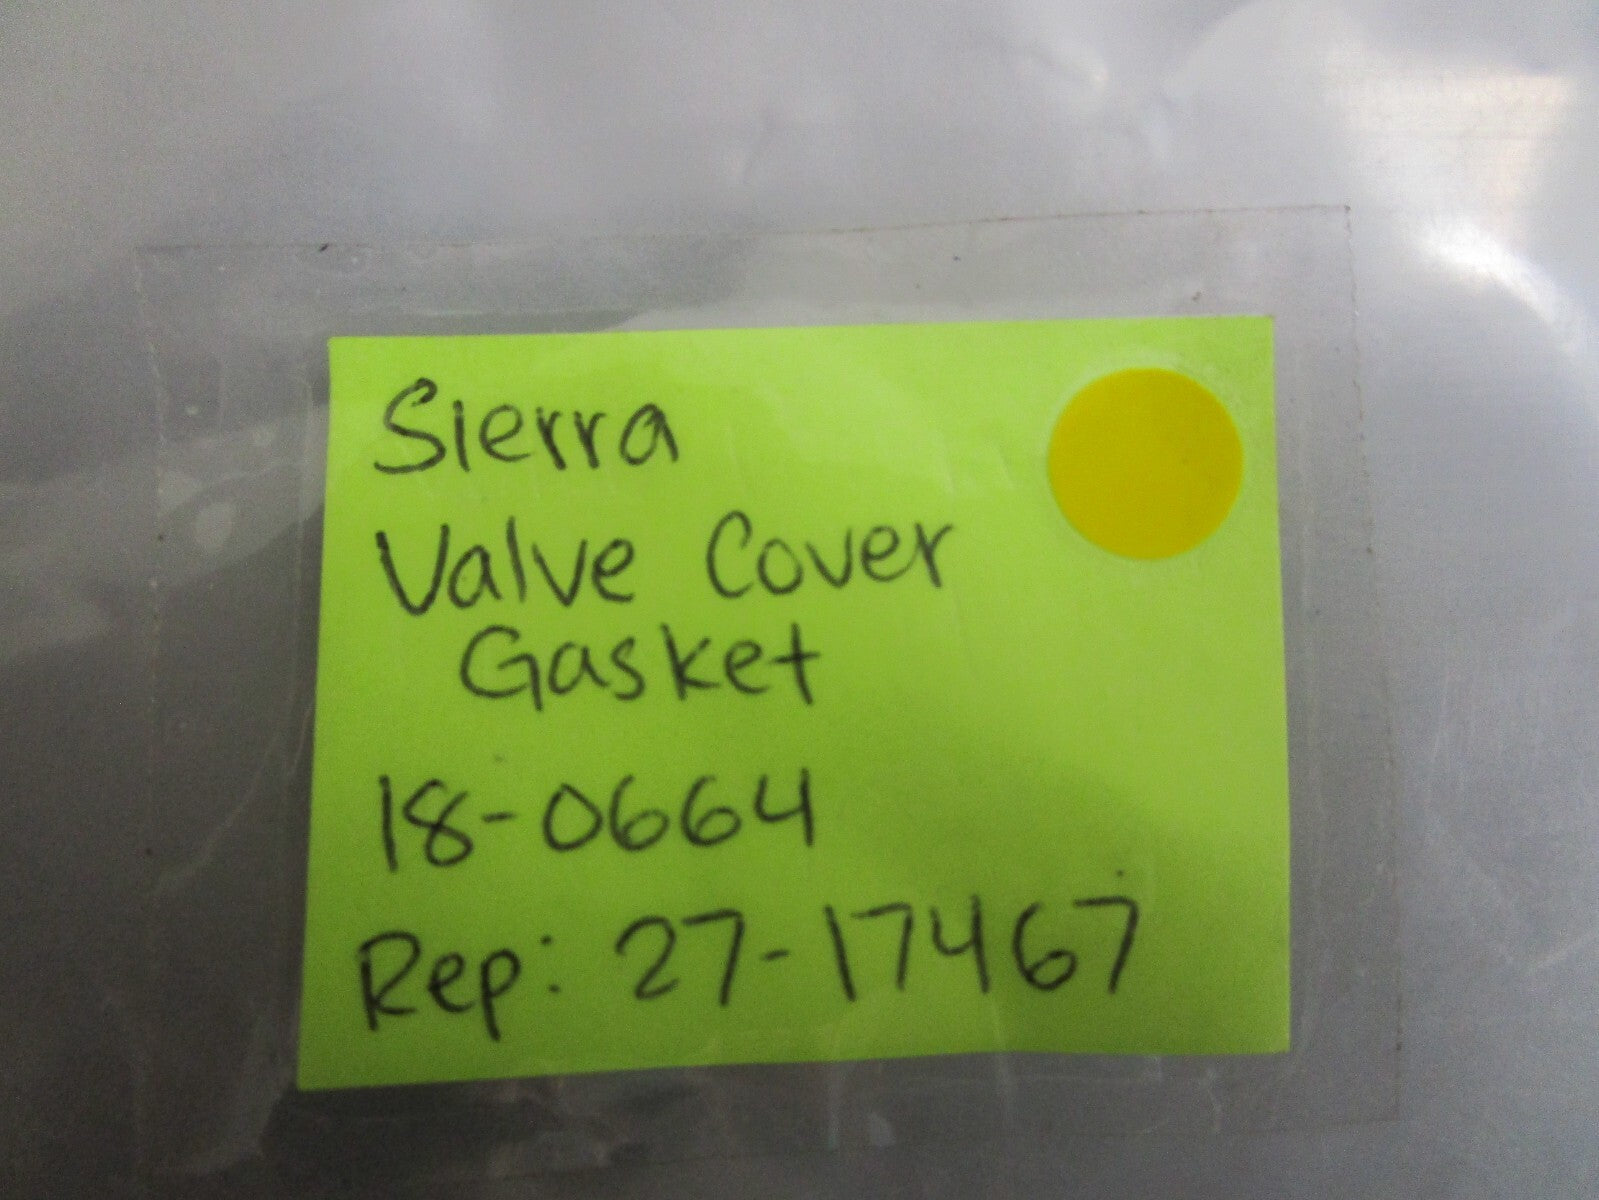 Sierra
Valve Cover
Gasket
18-0664
Rep: 27-17467